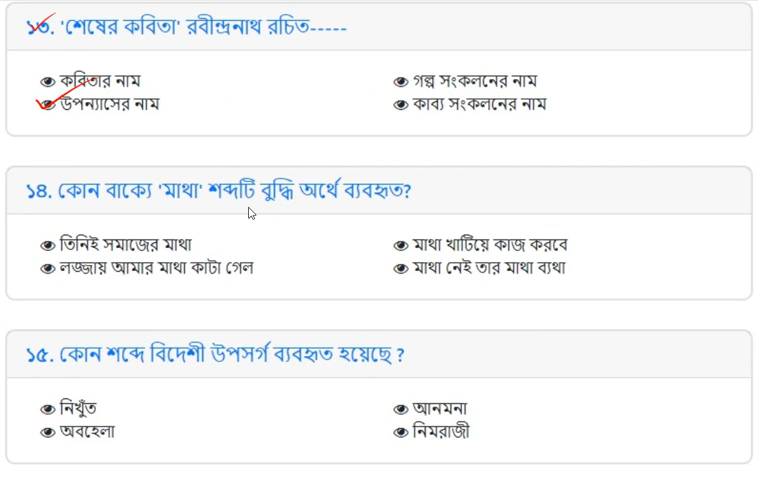 ১৩. 'শেষের কবিতা' রবীন্দ্রনাথ রচিত-----
কবিতার নাম
গল্প সংকলনের নাম
উপন্যাসের নাম
কাব্য সংকলনের নাম
১৪. কোন বাক্যে 'মাথা' শব্দটি বুদ্ধি অর্থে ব্যবহৃত?
তিনিই সমাজের মাথা
মাথা খাটিয়ে কাজ করবে
লজ্জায় আমার মাথা কাটা গেল
মাথা নেই তার মাথা ব্যথা
১৫. কোন শব্দে বিদেশী উপসর্গ ব্যবহৃত হয়েছে ?
নিখুঁত
আনমনা
অবহেলা
নিমরাজী